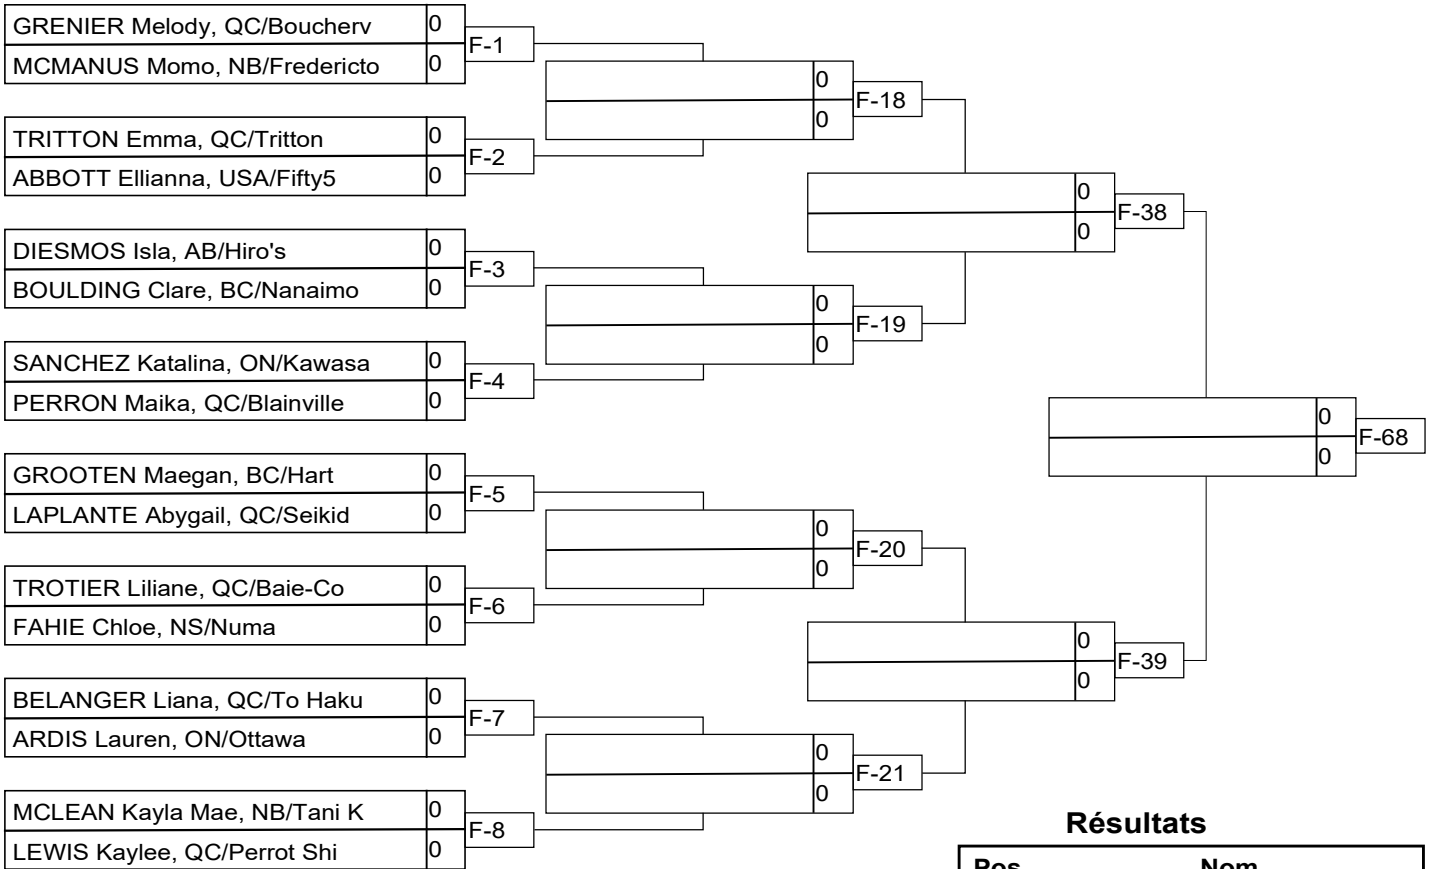 GRENIER Melody, QC/Boucherv 0
F-1
MCMANUS Momo, NB/Fredericto 0
0
F-18
0
TRITTON Emma, QC/Tritton 0
F-2
ABBOTT Ellianna, USA/Fifty5 0
0
F-38
0
DIESMOS Isla, AB/Hiro's 0
F-3
BOULDING Clare, BC/Nanaimo 0
0
F-19
0
SANCHEZ Katalina, ON/Kawasa 0
F-4
PERRON Maika, QC/Blainville 0
0
F-68
0
GROOTEN Maegan, BC/Hart 0
F-5
LAPLANTE Abygail, QC/Seikid 0
0
F-20
0
TROTIER Liliane, QC/Baie-Co 0
F-6
FAHIE Chloe, NS/Numa 0
0
F-39
0
BELANGER Liana, QC/To Haku 0
F-7
ARDIS Lauren, ON/Ottawa 0
0
F-21
0
MCLEAN Kayla Mae, NB/Tani K 0
F-8
LEWIS Kaylee, QC/Perrot Shi 0
Résultats
Pos Nom